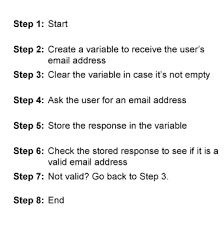 Step 1: Start
Step 2: Create a variable to receive the user's
email address
Step 3: Clear the variable in case it's not empty
Step 4: Ask the user for an email address
Step 5: Store the response in the variable
Step 6: Check the stored response to see if it is a
valid email address
Step 7: Not valid? Go back to Step 3.
Step 8: End